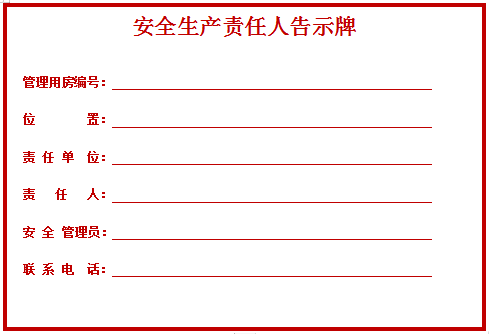 安全生产责任人告示牌
管理用房编号：
位 置：
责 任 单 位：
责 任 人：
安 全 管理员：
联 系 电 话：